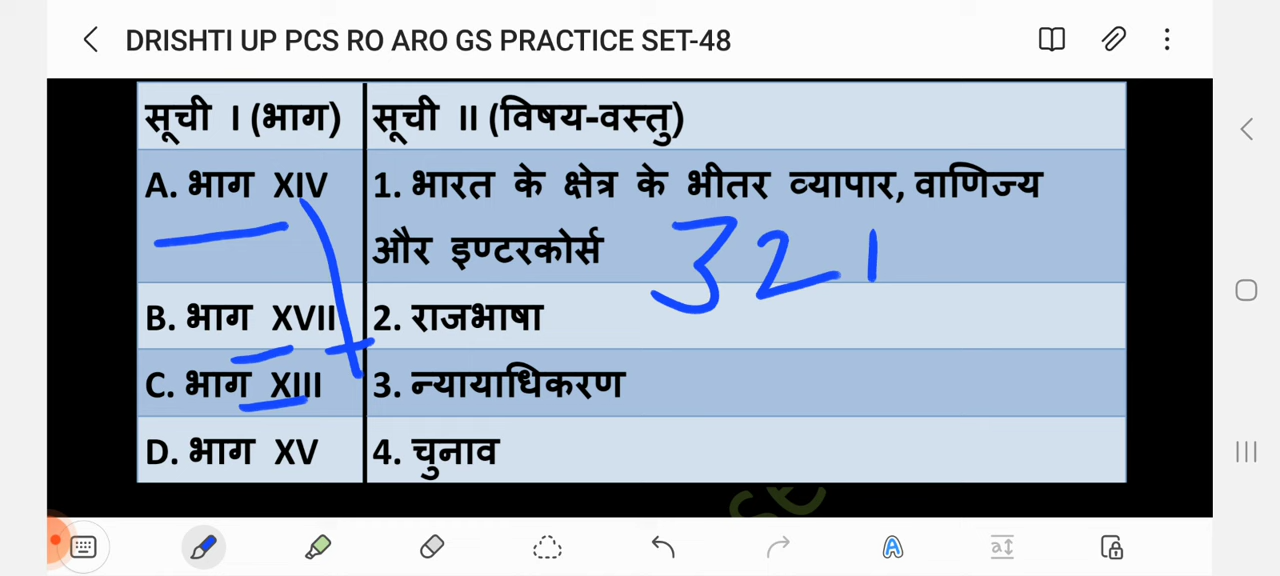 DRISHTI UP PCS RO ARO GS PRACTICE SET-48
सूची I (भाग) सूची II (विषय-वस्तु)
A. भाग XIV 1. भारत के क्षेत्र के भीतर व्यापार, वाणिज्य
और इण्टरकोर्स 321
B. भाग XVII 2. राजभाषा
C. भाग XIII 3. न्यायाधिकरण
D. भाग XV 4. चुनाव